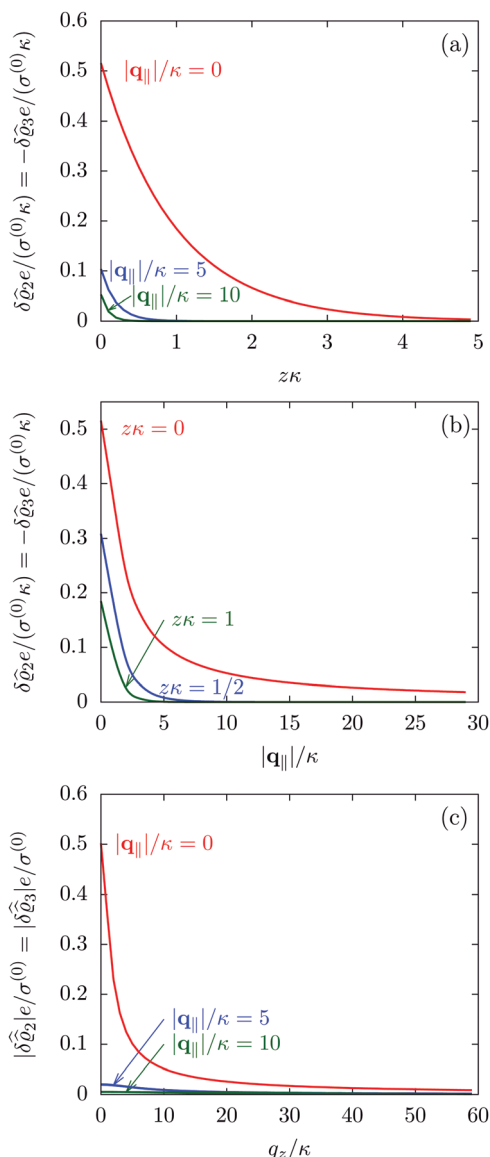 (a)
δϱ̂₂e/(σ⁽⁰⁾κ) = −δϱ̂₃e/(σ⁽⁰⁾κ)
0.6
0.5
0.4
0.3
0.2
0.1
0
|q∥|/κ = 0
|q∥|/κ = 5
|q∥|/κ = 10
0 1 2 3 4 5
zκ
(b)
δϱ̂₂e/(σ⁽⁰⁾κ) = −δϱ̂₃e/(σ⁽⁰⁾κ)
0.5
0.4
0.3
0.2
0.1
0
zκ = 0
zκ = 1
zκ = 1/2
0 5 10 15 20 25 30
|q∥|/κ
(c)
|δϱ̂̂₂|e/σ⁽⁰⁾ = |δϱ̂̂₃|e/σ⁽⁰⁾
0.6
0.5
0.4
0.3
0.2
0.1
0
|q∥|/κ = 0
|q∥|/κ = 5
|q∥|/κ = 10
0 10 20 30 40 50 60
q_z/κ